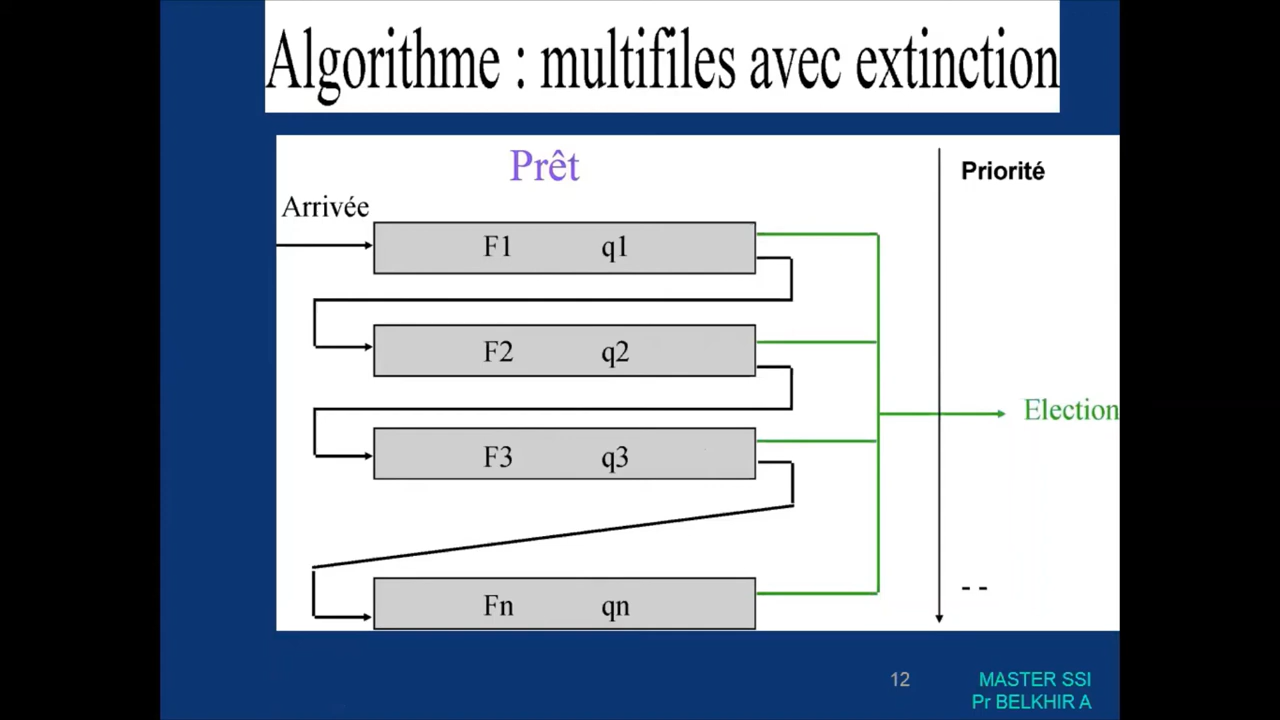 Algorithme : multifiles avec extinction
Prêt
Priorité
Arrivée
F1 q1
F2 q2
Election
F3 q3
- -
Fn qn
12
MASTER SSI
Pr BELKHIR A